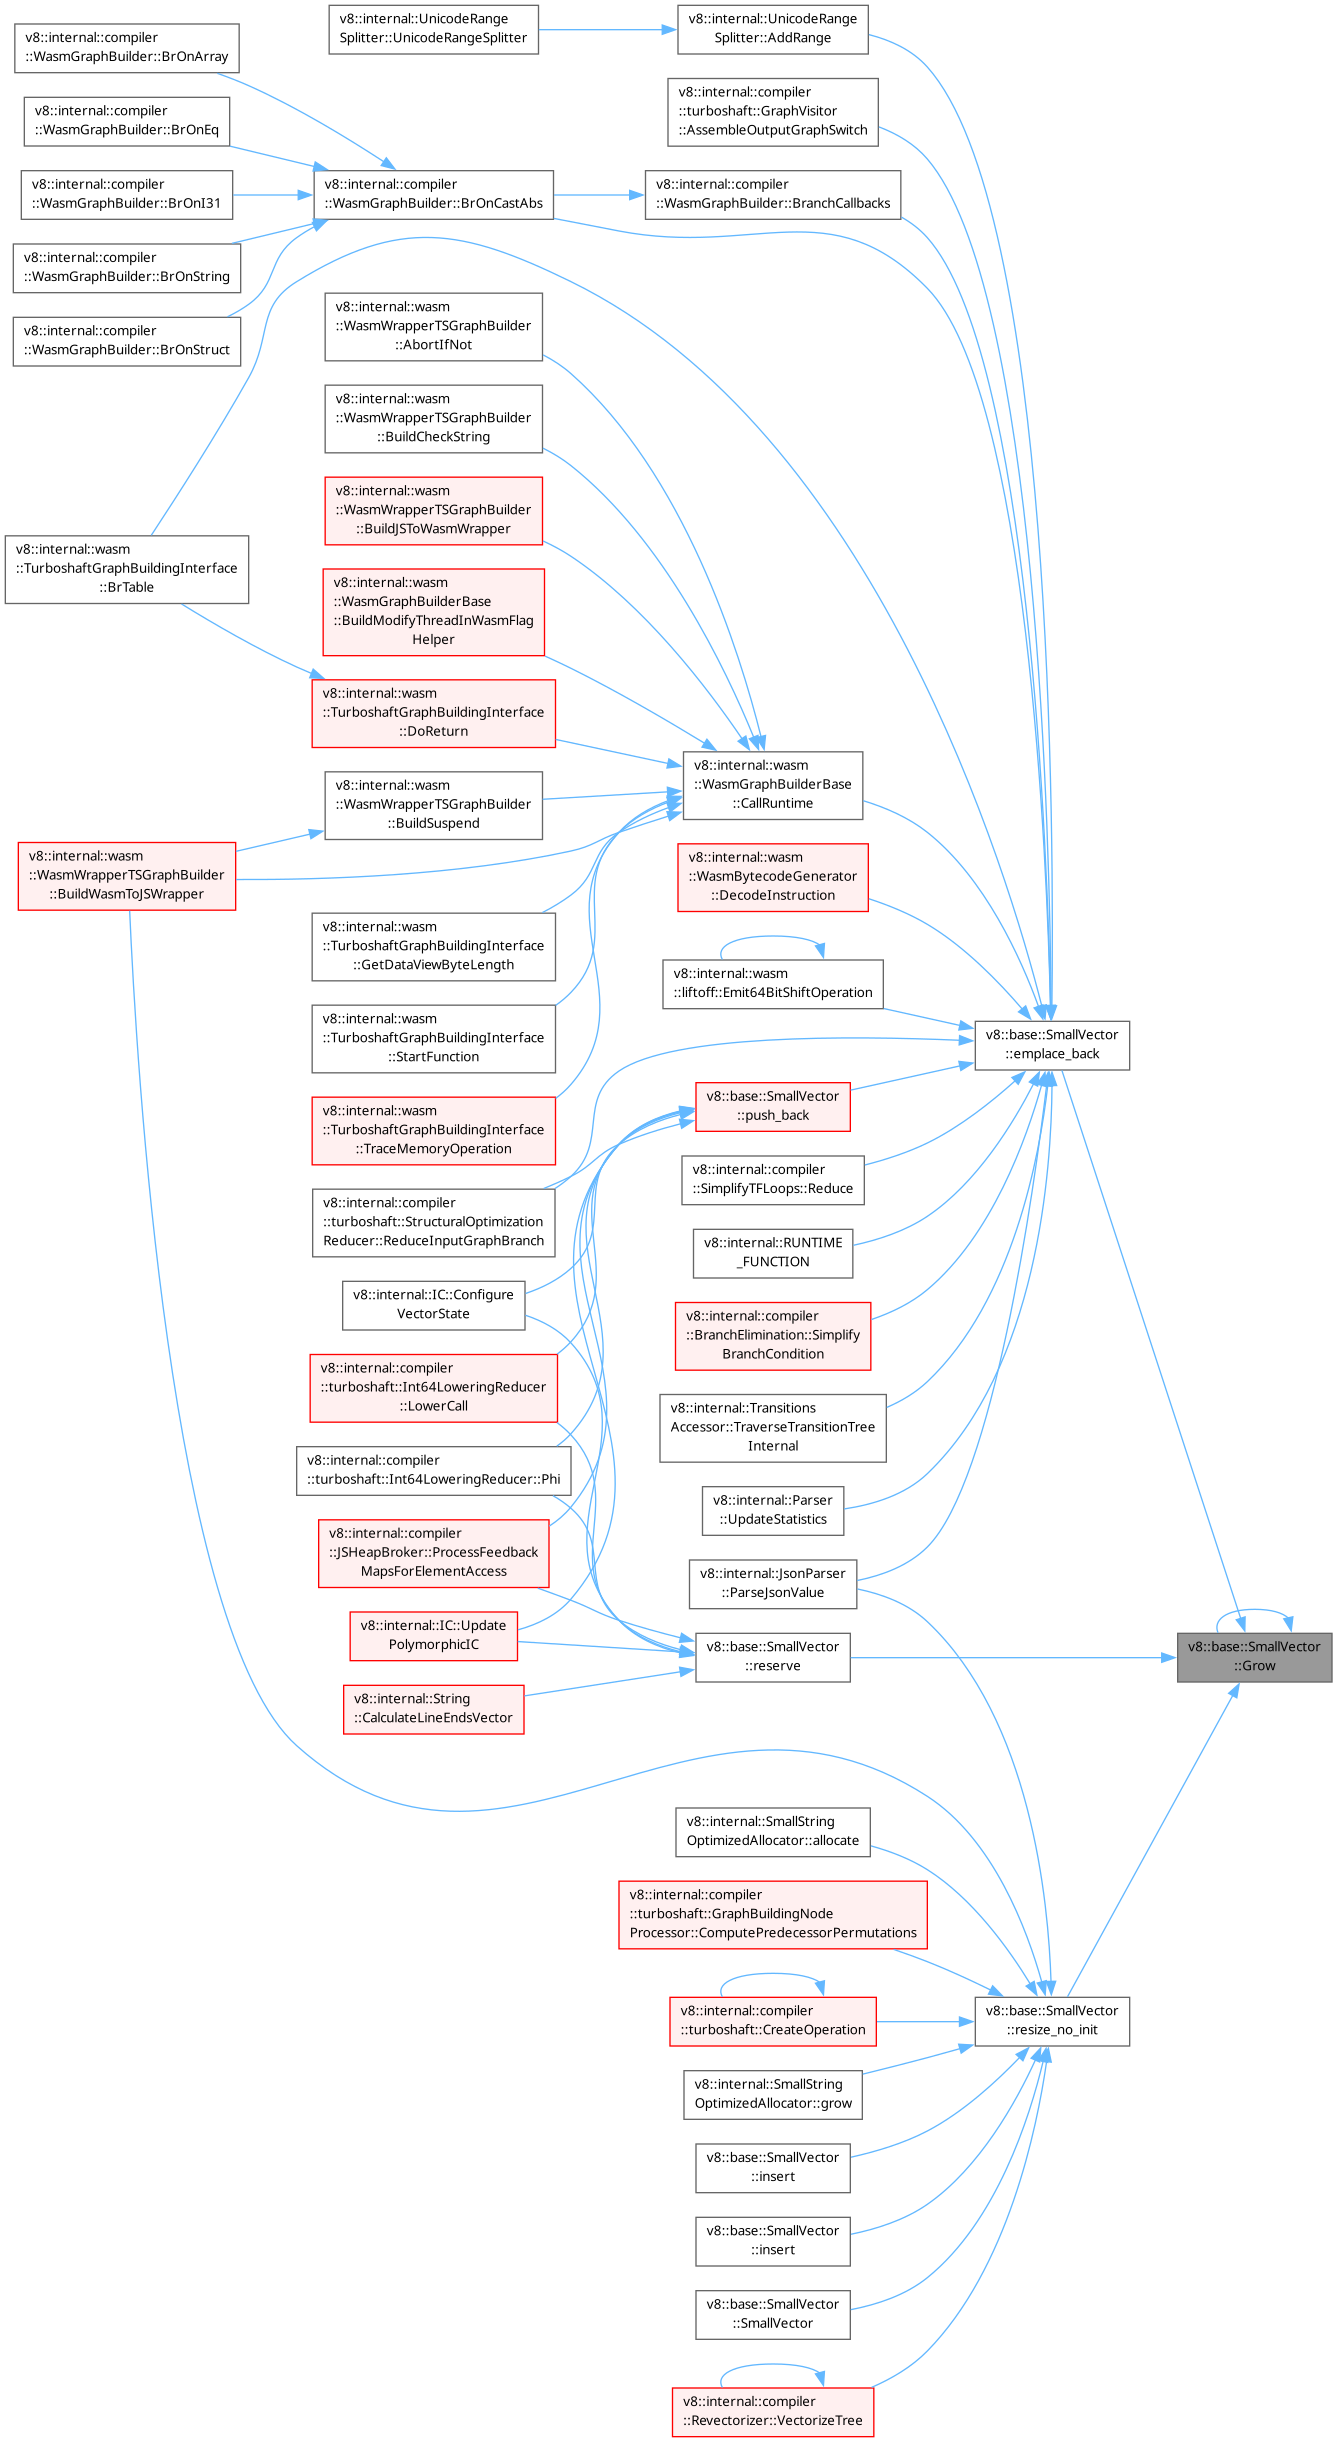 v8::internal::UnicodeRange
Splitter::UnicodeRangeSplitter
v8::internal::UnicodeRange
Splitter::AddRange
v8::internal::compiler
::WasmGraphBuilder::BrOnArray
v8::internal::compiler
::turboshaft::GraphVisitor
::AssembleOutputGraphSwitch
v8::internal::compiler
::WasmGraphBuilder::BrOnEq
v8::internal::compiler
::WasmGraphBuilder::BrOnI31
v8::internal::compiler
::WasmGraphBuilder::BrOnCastAbs
v8::internal::compiler
::WasmGraphBuilder::BranchCallbacks
v8::internal::compiler
::WasmGraphBuilder::BrOnString
v8::internal::compiler
::WasmGraphBuilder::BrOnStruct
v8::internal::wasm
::WasmWrapperTSGraphBuilder
::AbortIfNot
v8::internal::wasm
::WasmWrapperTSGraphBuilder
::BuildCheckString
v8::internal::wasm
::WasmWrapperTSGraphBuilder
::BuildJSToWasmWrapper
v8::internal::wasm
::TurboshaftGraphBuildingInterface
::BrTable
v8::internal::wasm
::WasmGraphBuilderBase
::BuildModifyThreadInWasmFlag
Helper
v8::internal::wasm
::TurboshaftGraphBuildingInterface
::DoReturn
v8::internal::wasm
::WasmGraphBuilderBase
::CallRuntime
v8::internal::wasm
::WasmWrapperTSGraphBuilder
::BuildSuspend
v8::internal::wasm
::WasmWrapperTSGraphBuilder
::BuildWasmToJSWrapper
v8::internal::wasm
::WasmBytecodeGenerator
::DecodeInstruction
v8::internal::wasm
::TurboshaftGraphBuildingInterface
::GetDataViewByteLength
v8::internal::wasm
::liftoff::Emit64BitShiftOperation
v8::internal::wasm
::TurboshaftGraphBuildingInterface
::StartFunction
v8::base::SmallVector
::emplace_back
v8::internal::wasm
::TurboshaftGraphBuildingInterface
::TraceMemoryOperation
v8::base::SmallVector
::push_back
v8::internal::compiler
::SimplifyTFLoops::Reduce
v8::internal::compiler
::turboshaft::StructuralOptimization
Reducer::ReduceInputGraphBranch
v8::internal::RUNTIME
_FUNCTION
v8::internal::IC::Configure
VectorState
v8::internal::compiler
::BranchElimination::Simplify
BranchCondition
v8::internal::compiler
::turboshaft::Int64LoweringReducer
::LowerCall
v8::internal::Transitions
Accessor::TraverseTransitionTree
Internal
v8::internal::compiler
::turboshaft::Int64LoweringReducer::Phi
v8::internal::Parser
::UpdateStatistics
v8::internal::compiler
::JSHeapBroker::ProcessFeedback
MapsForElementAccess
v8::internal::JsonParser
::ParseJsonValue
v8::internal::IC::Update
PolymorphicIC
v8::base::SmallVector
::reserve
v8::base::SmallVector
::Grow
v8::internal::String
::CalculateLineEndsVector
v8::internal::SmallString
OptimizedAllocator::allocate
v8::internal::compiler
::turboshaft::GraphBuildingNode
Processor::ComputePredecessorPermutations
v8::internal::compiler
::turboshaft::CreateOperation
v8::base::SmallVector
::resize_no_init
v8::internal::SmallString
OptimizedAllocator::grow
v8::base::SmallVector
::insert
v8::base::SmallVector
::insert
v8::base::SmallVector
::SmallVector
v8::internal::compiler
::Revectorizer::VectorizeTree